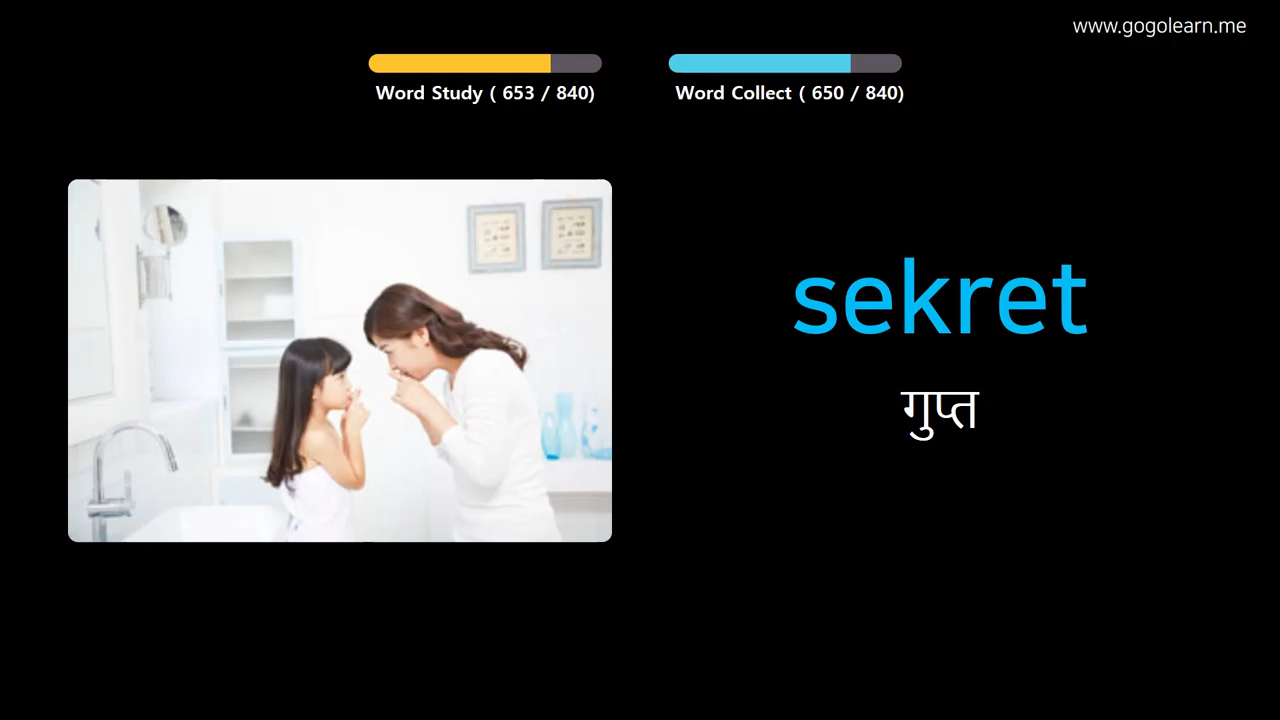 www.gogolearn.me
Word Study ( 653 / 840)
Word Collect ( 650 / 840)
sekret
गुप्त